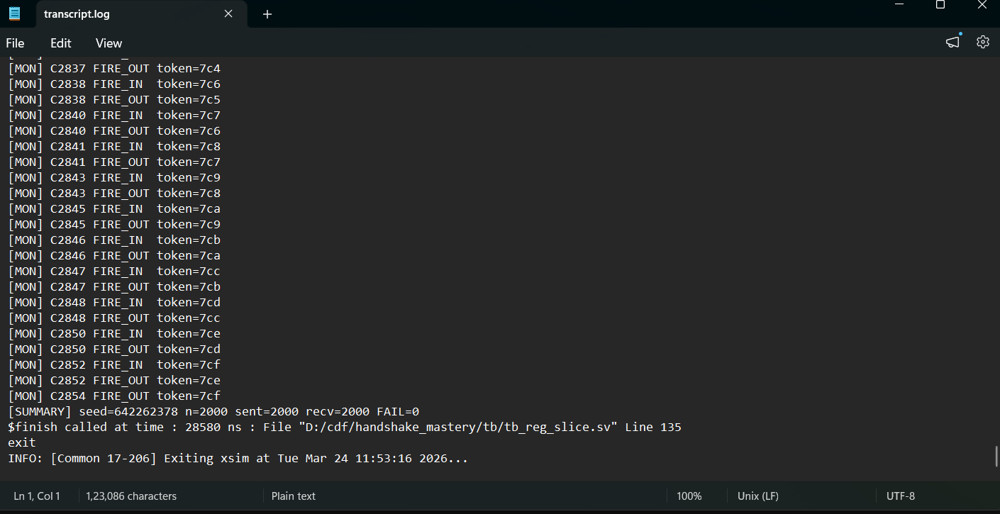 transcript.log
File Edit View
[MON] C2837 FIRE_OUT token=7c4
[MON] C2838 FIRE_IN  token=7c6
[MON] C2838 FIRE_OUT token=7c5
[MON] C2840 FIRE_IN  token=7c7
[MON] C2840 FIRE_OUT token=7c6
[MON] C2841 FIRE_IN  token=7c8
[MON] C2841 FIRE_OUT token=7c7
[MON] C2843 FIRE_IN  token=7c9
[MON] C2843 FIRE_OUT token=7c8
[MON] C2845 FIRE_IN  token=7ca
[MON] C2845 FIRE_OUT token=7c9
[MON] C2846 FIRE_IN  token=7cb
[MON] C2846 FIRE_OUT token=7ca
[MON] C2847 FIRE_IN  token=7cc
[MON] C2847 FIRE_OUT token=7cb
[MON] C2848 FIRE_IN  token=7cd
[MON] C2848 FIRE_OUT token=7cc
[MON] C2850 FIRE_IN  token=7ce
[MON] C2850 FIRE_OUT token=7cd
[MON] C2852 FIRE_IN  token=7cf
[MON] C2852 FIRE_OUT token=7ce
[MON] C2854 FIRE_OUT token=7cf
[SUMMARY] seed=642262378 n=2000 sent=2000 recv=2000 FAIL=0
$finish called at time : 28580 ns : File "D:/cdf/handshake_mastery/tb/tb_reg_slice.sv" Line 135
exit
INFO: [Common 17-206] Exiting xsim at Tue Mar 24 11:53:16 2026...
Ln 1, Col 1 1,23,086 characters Plain text 100% Unix (LF) UTF-8